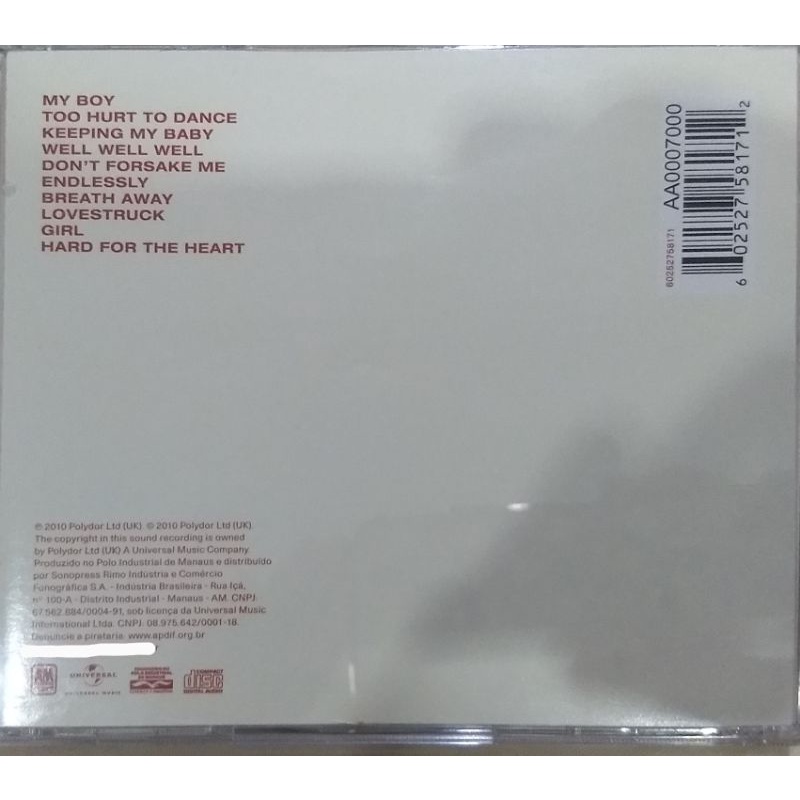 MY BOY
TOO HURT TO DANCE
KEEPING MY BABY
WELL WELL WELL
DON'T FORSAKE ME
ENDLESSLY
BREATH AWAY
LOVESTRUCK
GIRL
HARD FOR THE HEART
AA0007000
60252758171
6 02527 58171 2
℗ 2010 Polydor Ltd (UK) © 2010 Polydor Ltd (UK)
The copyright in this sound recording is owned
by Polydor Ltd (UK) A Universal Music Company
Produzido no Polo Industrial de Manaus e distribuído
por Sonopress Rimo Indústria e Comércio
Fonográfica S.A. - Indústria Brasileira - Rua Içá,
nº 100-A - Distrito Industrial - Manaus - AM. CNPJ.
67.562.884/0004-91, sob licença da Universal Music
International Ltda. CNPJ. 08.975.642/0001-18.
Denuncie a pirataria: www.apdif.org.br
A&M
UNIVERSAL
UNIVERSAL MUSIC
COMPACT
disc
DIGITAL AUDIO